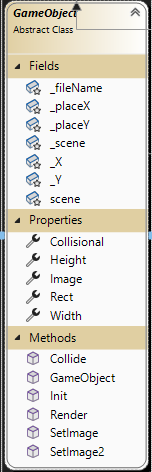 GameObject
Abstract Class
Fields
_fileName
_placeX
_placeY
_scene
_X
_Y
scene
Properties
Collisional
Height
Image
Rect
Width
Methods
Collide
GameObject
Init
Render
SetImage
SetImage2